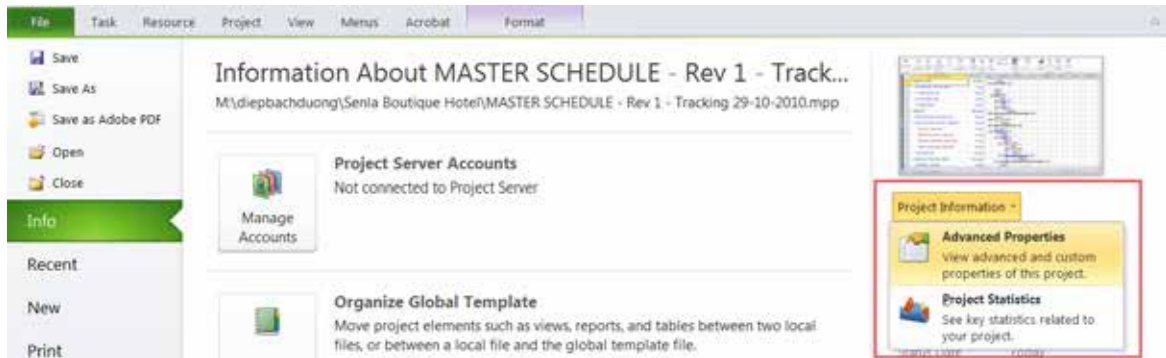 File Task Resource Project View Menus Acrobat Format
Save
Save As
Save as Adobe PDF
Open
Close
Info
Recent
New
Print
Information About MASTER SCHEDULE - Rev 1 - Track...
M:\diepbachduong\Senla Boutique Hotel\MASTER SCHEDULE - Rev 1 - Tracking 29-10-2010.mpp
Manage
Accounts
Project Server Accounts
Not connected to Project Server
Organize Global Template
Move project elements such as views, reports, and tables between two local
files, or between a local file and the global template file.
Project Information
Advanced Properties
View advanced and custom
properties of this project.
Project Statistics
See key statistics related to
your project.
Status Date Today